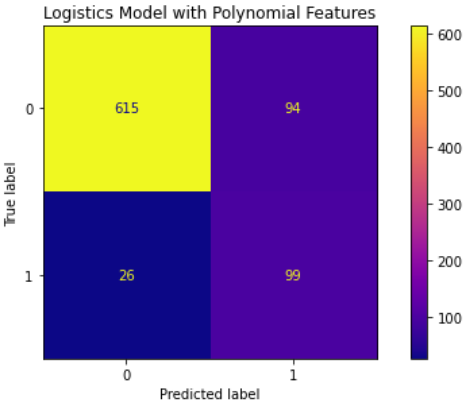 Logistics Model with Polynomial Features
600
0 615 94
500
400
True label
300
1 26 99
200
100
0 1
Predicted label